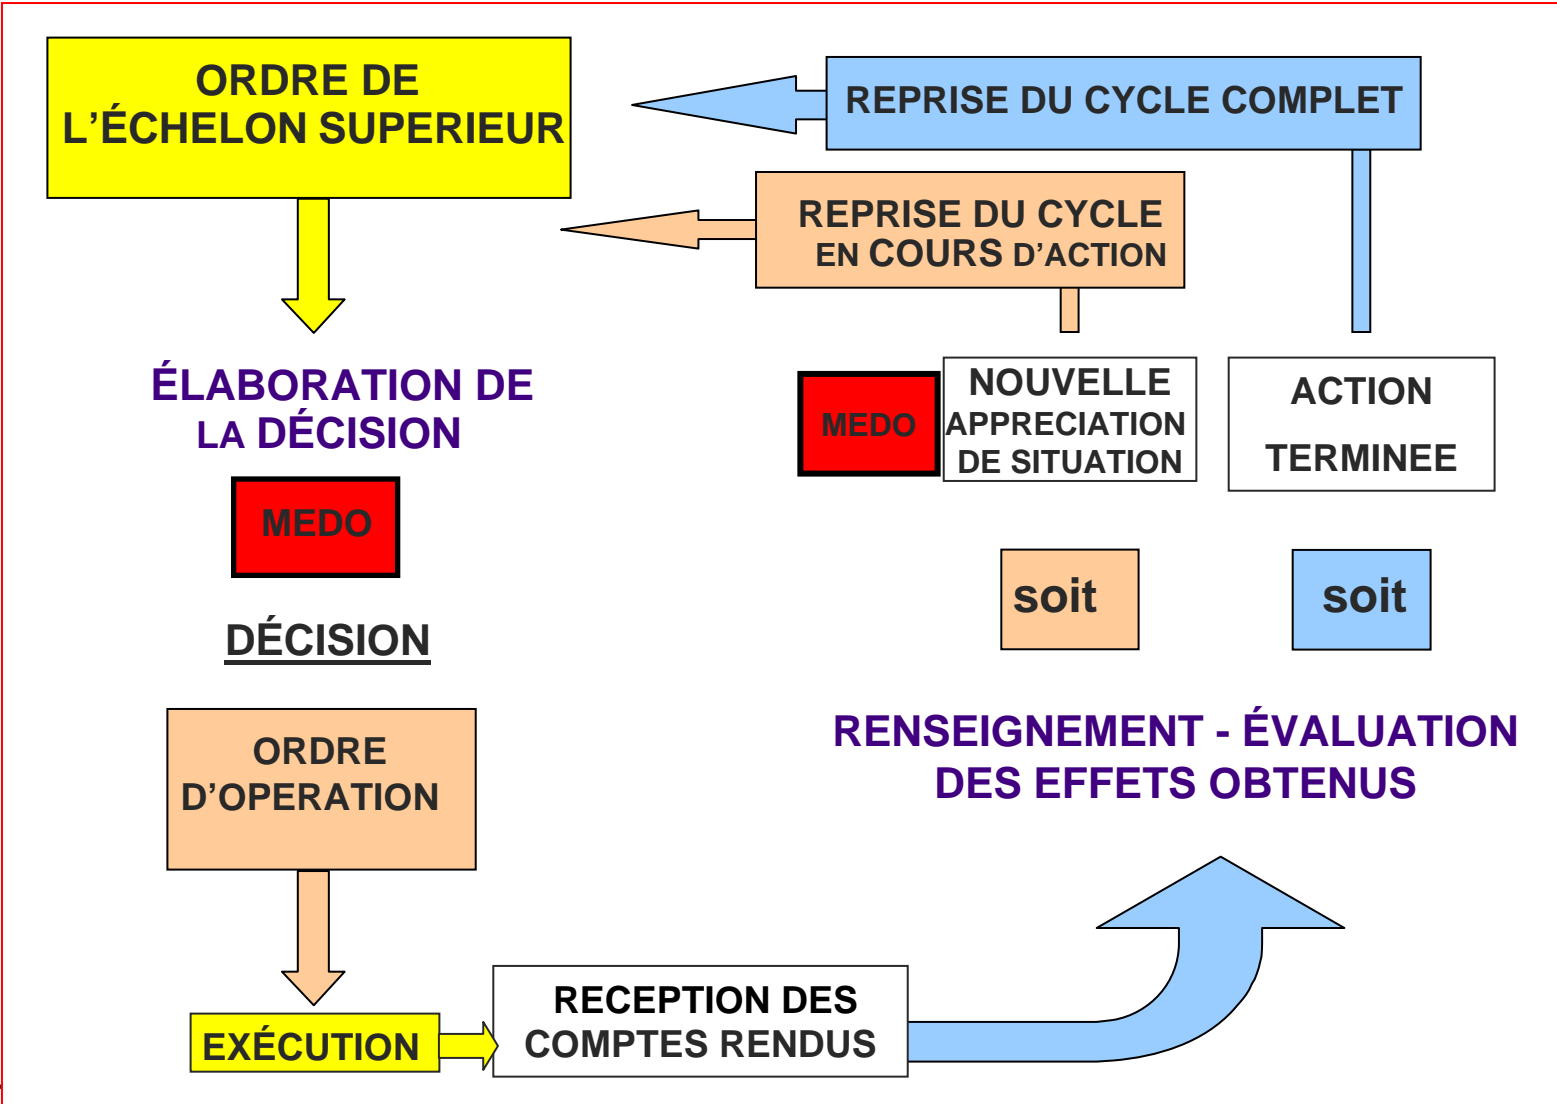 ORDRE DE
L’ÉCHELON SUPERIEUR
REPRISE DU CYCLE COMPLET
REPRISE DU CYCLE
EN COURS D’ACTION
ÉLABORATION DE
LA DÉCISION
MEDO
DÉCISION
ORDRE
D’OPERATION
EXÉCUTION
RECEPTION DES
COMPTES RENDUS
MEDO
NOUVELLE
APPRECIATION
DE SITUATION
ACTION
TERMINEE
soit
soit
RENSEIGNEMENT - ÉVALUATION
DES EFFETS OBTENUS